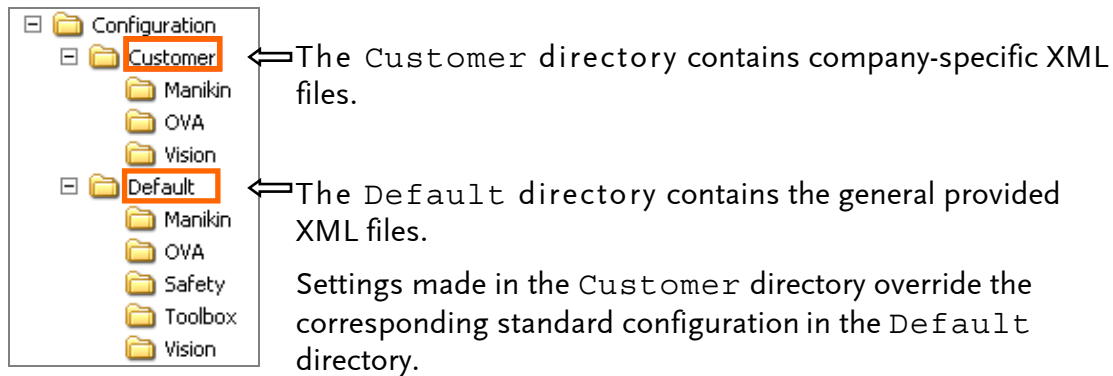 Configuration
Customer
Manikin
OVA
Vision
Default
Manikin
OVA
Safety
Toolbox
Vision
The Customer directory contains company-specific XML
files.
The Default directory contains the general provided
XML files.
Settings made in the Customer directory override the
corresponding standard configuration in the Default
directory.